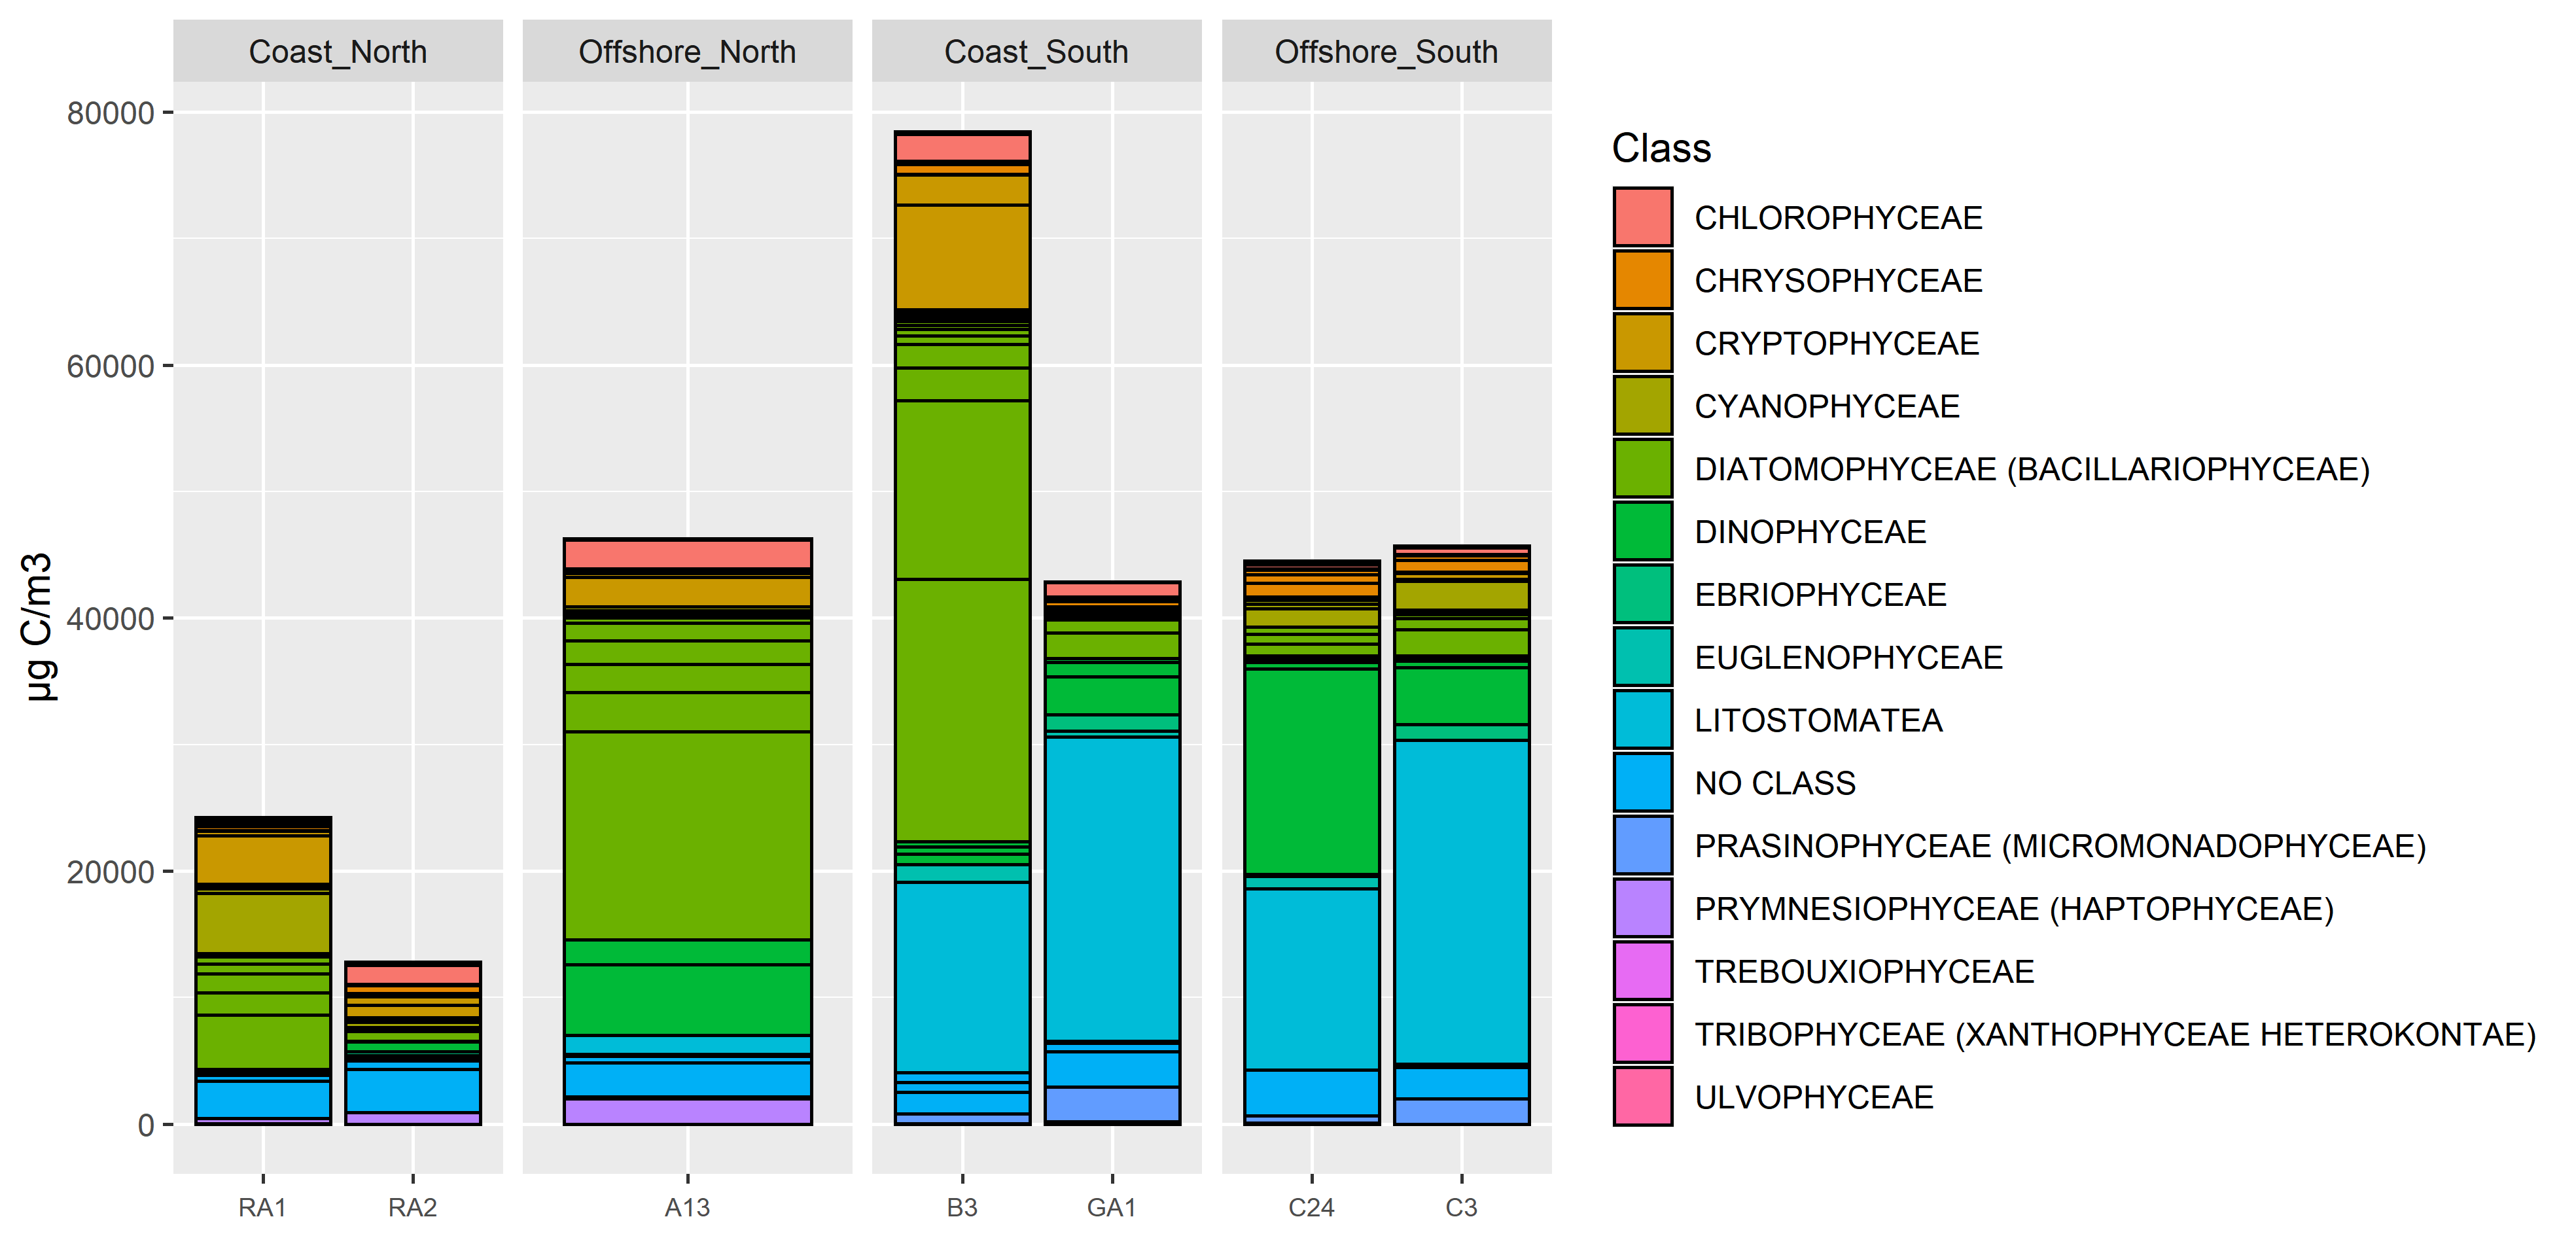 Coast_North Offshore_North Coast_South Offshore_South
80000
60000
40000
20000
0
µg C/m3
RA1 RA2 A13 B3 GA1 C24 C3
Class
CHLOROPHYCEAE
CHRYSOPHYCEAE
CRYPTOPHYCEAE
CYANOPHYCEAE
DIATOMOPHYCEAE (BACILLARIOPHYCEAE)
DINOPHYCEAE
EBRIOPHYCEAE
EUGLENOPHYCEAE
LITOSTOMATEA
NO CLASS
PRASINOPHYCEAE (MICROMONADOPHYCEAE)
PRYMNESIOPHYCEAE (HAPTOPHYCEAE)
TREBOUXIOPHYCEAE
TRIBOPHYCEAE (XANTHOPHYCEAE HETEROKONTAE)
ULVOPHYCEAE